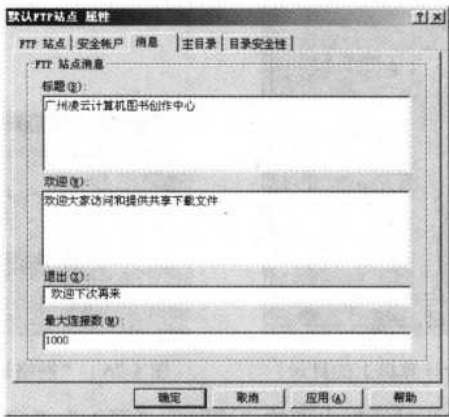 默认FTP站点 属性
FTP 站点
安全帐户
消息
主目录
目录安全性
FTP 站点消息
标题(B):
广州凌云计算机图书创作中心
欢迎(W):
欢迎大家访问和提供共享下载文件
退出(X):
欢迎下次再来
最大连接数(M):
1000
确定
取消
应用(A)
帮助